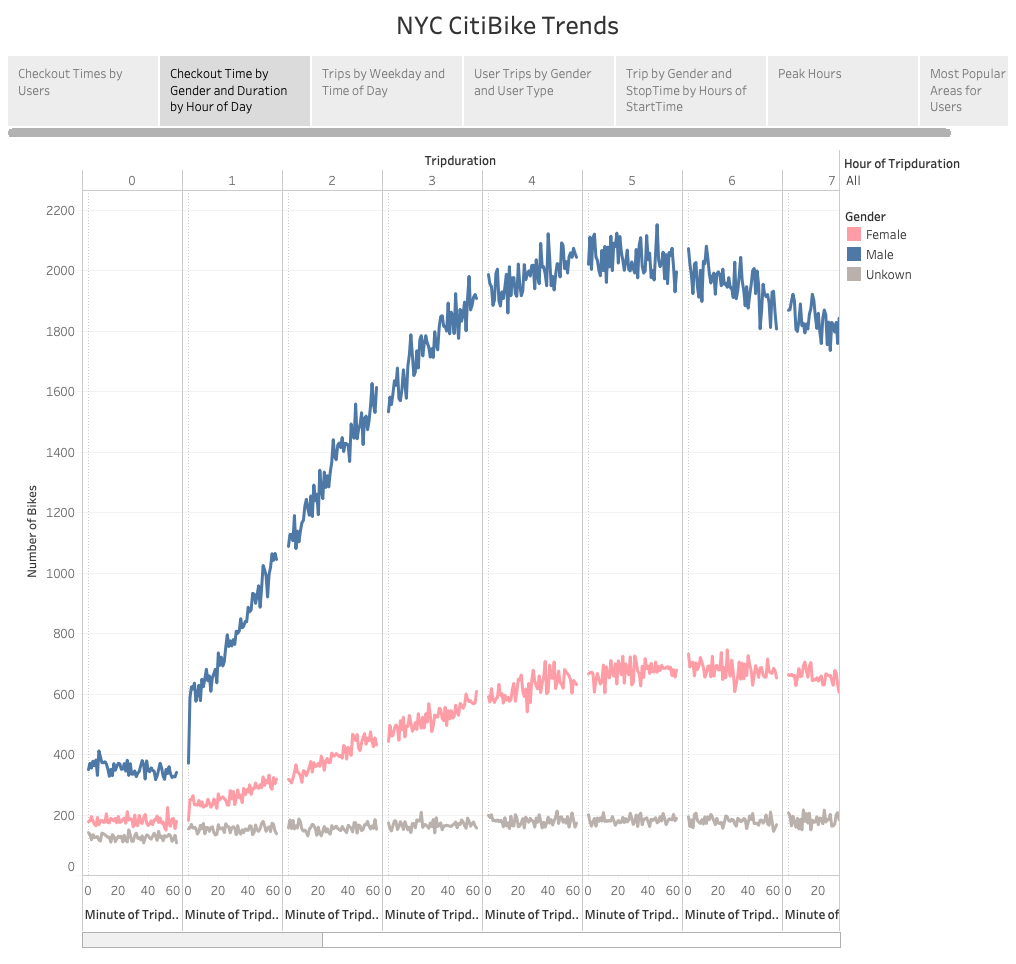 NYC CitiBike Trends
Checkout Times by
Users
Checkout Time by
Gender and Duration
by Hour of Day
Trips by Weekday and
Time of Day
User Trips by Gender
and User Type
Trip by Gender and
StopTime by Hours of
StartTime
Peak Hours
Most Popular
Areas for
Users
Tripduration
0 1 2 3 4 5 6 7
Hour of Tripduration
All
Gender
Female
Male
Unkown
Number of Bikes
2200
2000
1800
1600
1400
1200
1000
800
600
400
200
0
0 20 40 60 0 20 40 60 0 20 40 60 0 20 40 60 0 20 40 60 0 20 40 60 0 20 40 60 0 20
Minute of Tripd.. Minute of Tripd.. Minute of Tripd.. Minute of Tripd.. Minute of Tripd.. Minute of Tripd.. Minute of Tripd.. Minute of